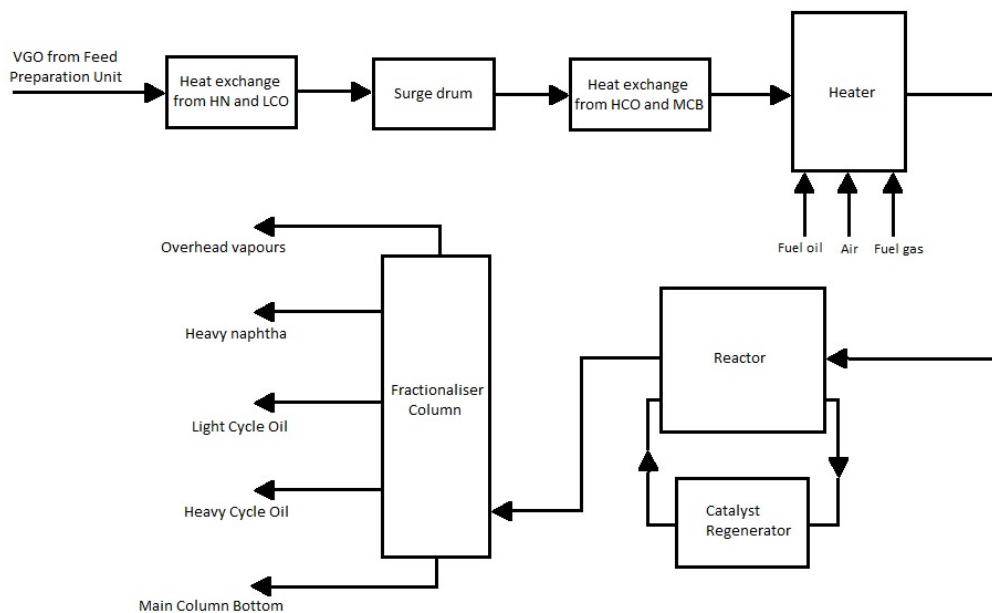 VGO from Feed
Preparation Unit
Heat exchange
from HN and LCO
Surge drum
Heat exchange
from HCO and MCB
Heater
Fuel oil
Air
Fuel gas
Overhead vapours
Heavy naphtha
Light Cycle Oil
Heavy Cycle Oil
Main Column Bottom
Fractionaliser
Column
Reactor
Catalyst
Regenerator